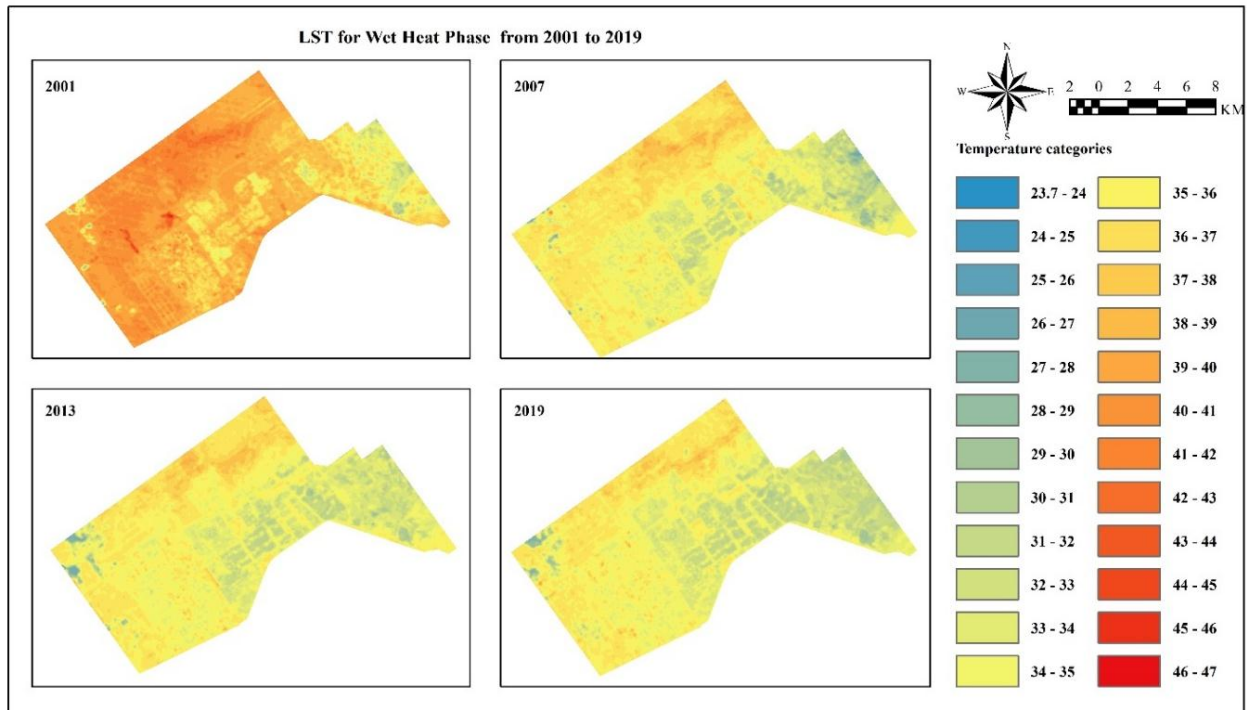 LST for Wet Heat Phase from 2001 to 2019
2001
2007
2013
2019
N
W E
S
2 0 2 4 6 8
KM
Temperature categories
23.7 - 24 35 - 36
24 - 25 36 - 37
25 - 26 37 - 38
26 - 27 38 - 39
27 - 28 39 - 40
28 - 29 40 - 41
29 - 30 41 - 42
30 - 31 42 - 43
31 - 32 43 - 44
32 - 33 44 - 45
33 - 34 45 - 46
34 - 35 46 - 47